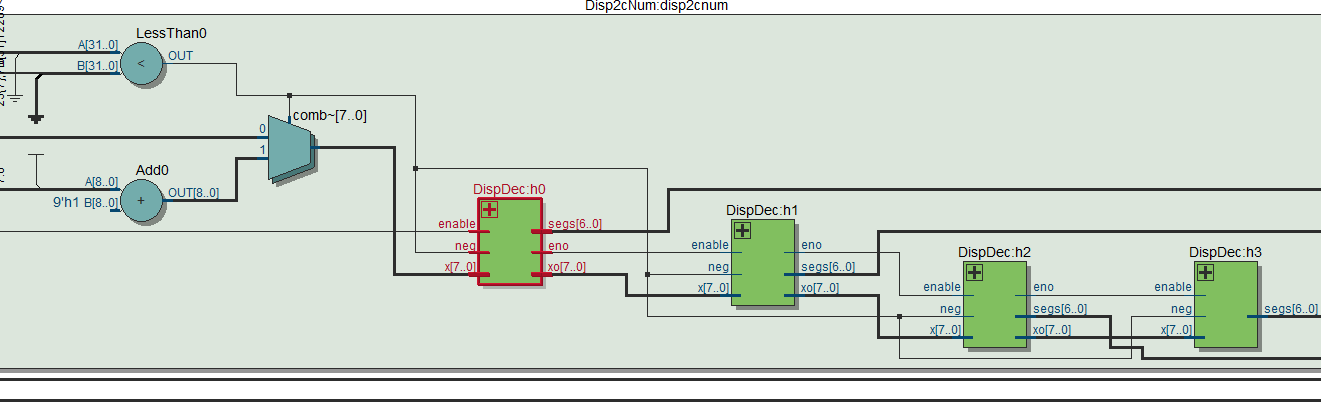 Disp2cNum:disp2cnum
LessThan0
A[31..0]
B[31..0]
<
OUT
comb~[7..0]
0
1
Add0
A[8..0]
9'h1 B[8..0]
+
OUT[8..0]
DispDec:h0
enable
neg
x[7..0]
segs[6..0]
eno
xo[7..0]
DispDec:h1
enable
neg
x[7..0]
eno
segs[6..0]
xo[7..0]
DispDec:h2
enable
neg
x[7..0]
eno
segs[6..0]
xo[7..0]
DispDec:h3
enable
neg
x[7..0]
segs[6..0]